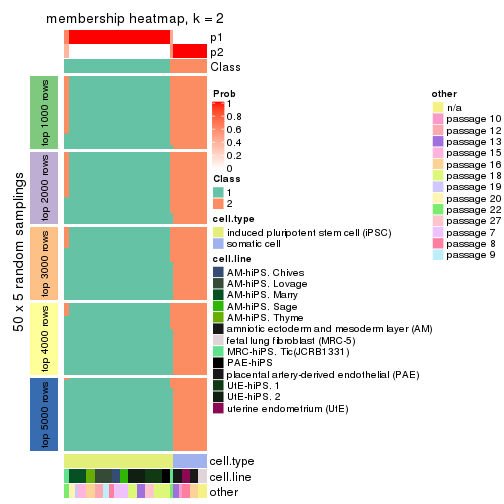 membership heatmap, k = 2
p1
p2
Class
50 x 5 random samplings
top 1000 rows
top 2000 rows
top 3000 rows
top 4000 rows
top 5000 rows
cell.type
cell.line
other
Prob
1
0.8
0.6
0.4
0.2
0
Class
1
2
cell.type
induced pluripotent stem cell (iPSC)
somatic cell
cell.line
AM-hiPS. Chives
AM-hiPS. Lovage
AM-hiPS. Marry
AM-hiPS. Sage
AM-hiPS. Thyme
amniotic ectoderm and mesoderm layer (AM)
fetal lung fibroblast (MRC-5)
MRC-hiPS. Tic(JCRB1331)
PAE-hiPS
placental artery-derived endothelial (PAE)
UtE-hiPS. 1
UtE-hiPS. 2
uterine endometrium (UtE)
other
n/a
passage 10
passage 12
passage 13
passage 15
passage 16
passage 18
passage 19
passage 20
passage 22
passage 27
passage 7
passage 8
passage 9